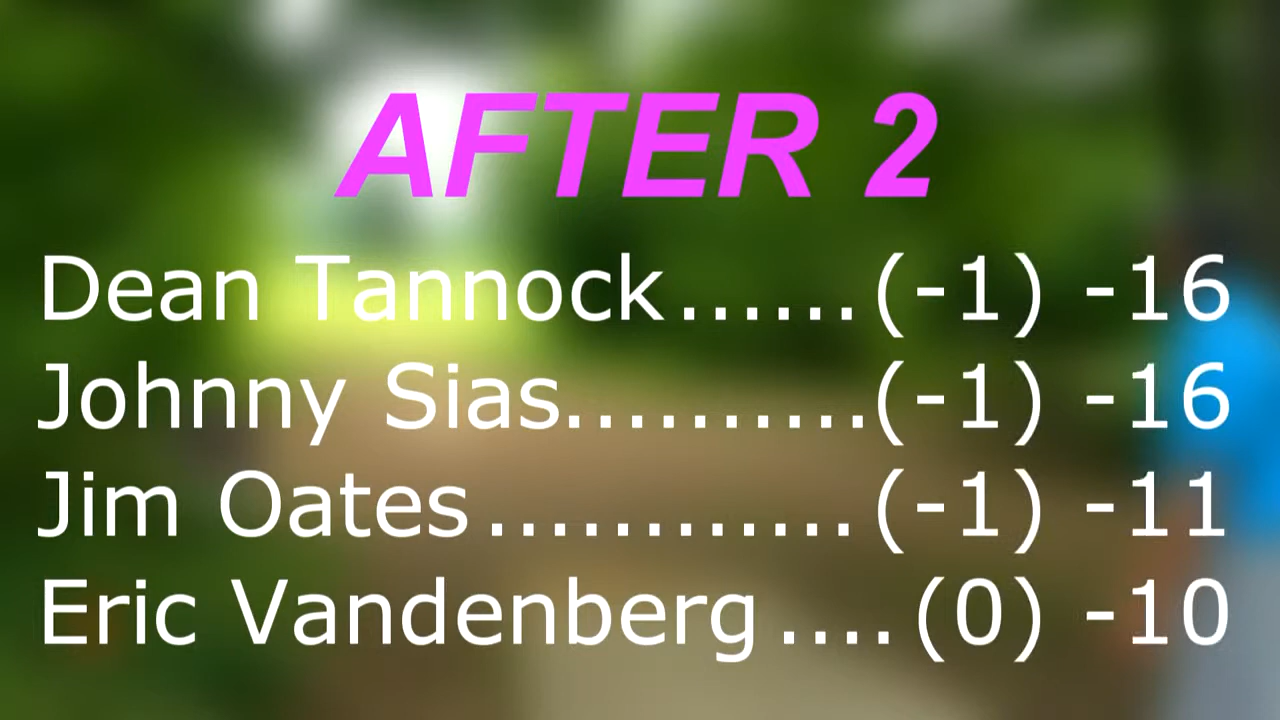 AFTER 2
Dean Tannock......(-1) -16
Johnny Sias..........(-1) -16
Jim Oates............(-1) -11
Eric Vandenberg....(0) -10